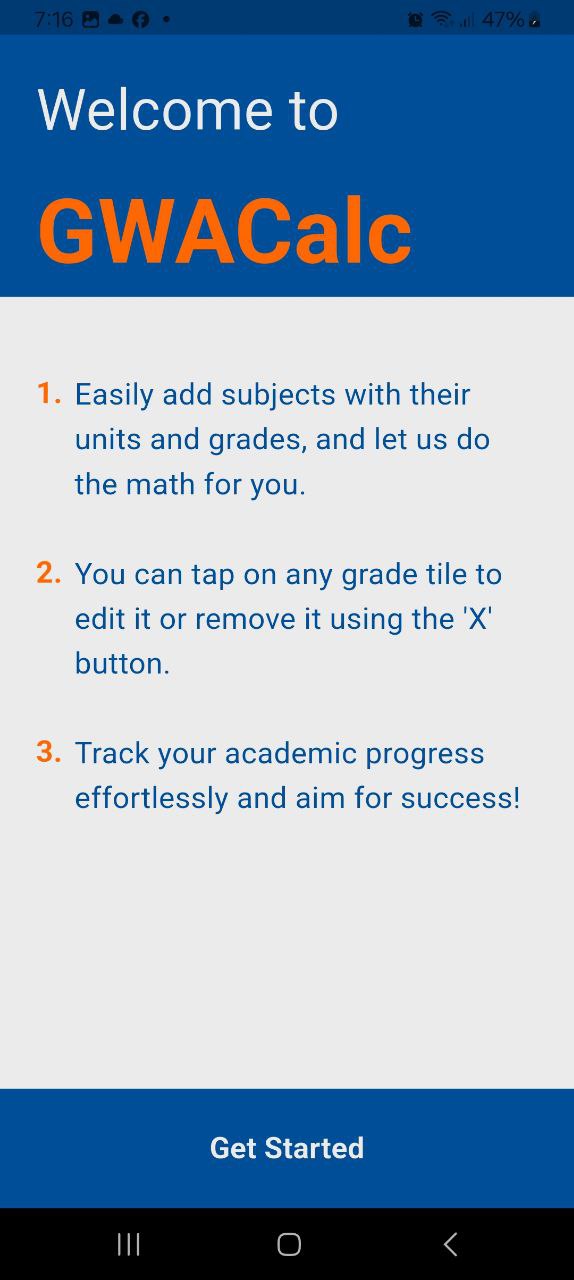 7:16 47%
Welcome to
GWACalc
1. Easily add subjects with their
units and grades, and let us do
the math for you.
2. You can tap on any grade tile to
edit it or remove it using the 'X'
button.
3. Track your academic progress
effortlessly and aim for success!
Get Started